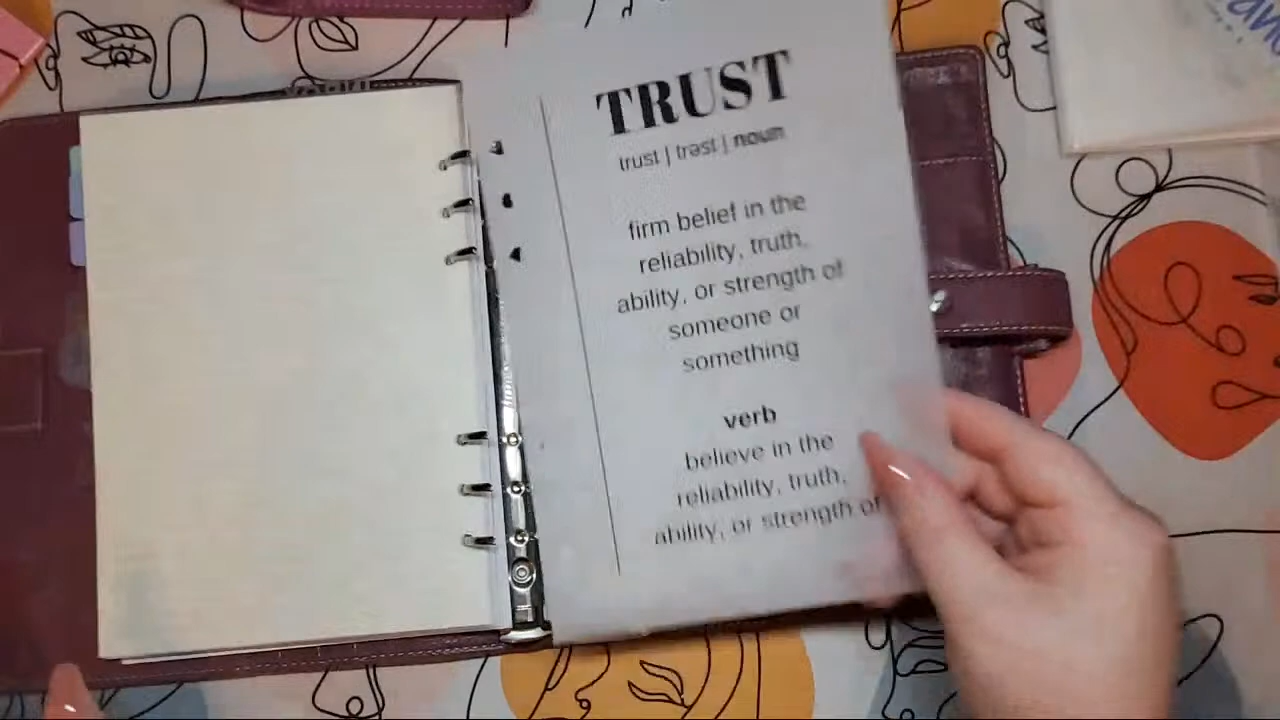 TRUST
trust | trəst | noun
firm belief in the
reliability, truth,
ability, or strength of
someone or
something
verb
believe in the
reliability, truth,
ability, or strength of